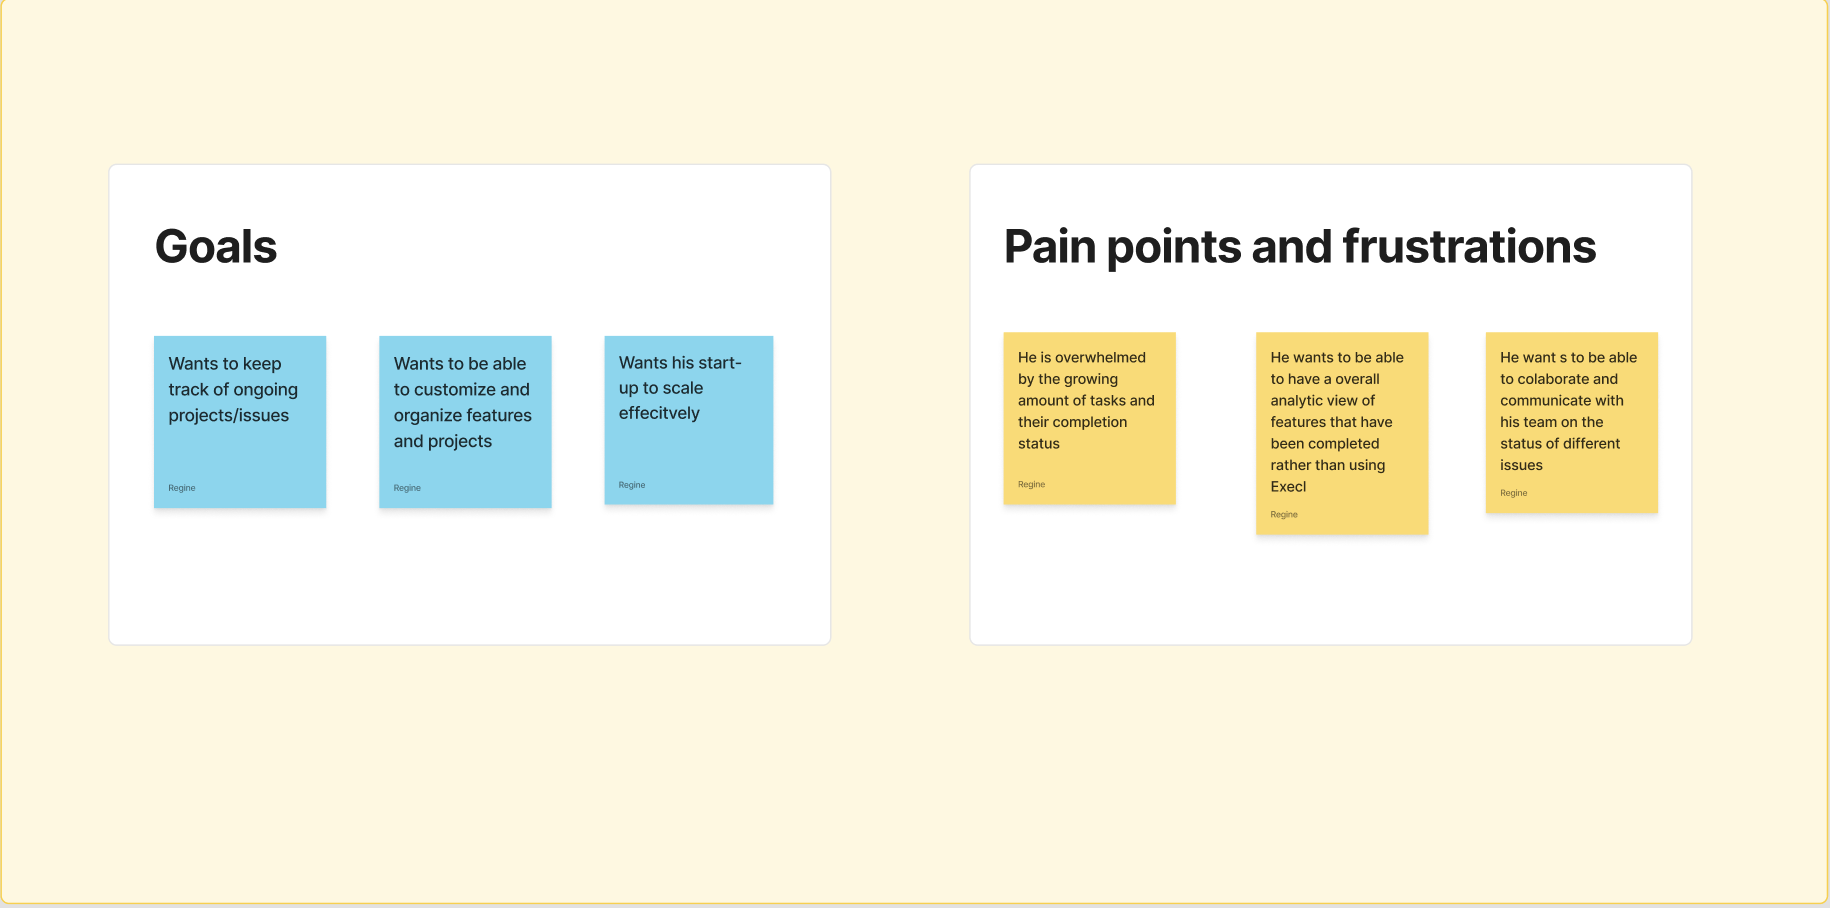 Goals
Wants to keep
track of ongoing
projects/issues
Regine
Wants to be able
to customize and
organize features
and projects
Regine
Wants his start-
up to scale
effecitvely
Regine
Pain points and frustrations
He is overwhelmed
by the growing
amount of tasks and
their completion
status
Regine
He wants to be able
to have a overall
analytic view of
features that have
been completed
rather than using
Execl
Regine
He want s to be able
to colaborate and
communicate with
his team on the
status of different
issues
Regine